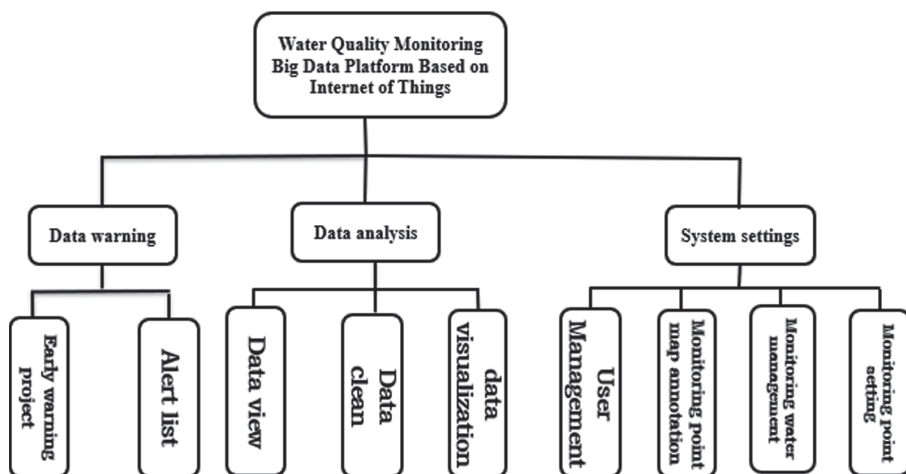 Water Quality Monitoring
Big Data Platform Based on
Internet of Things
Data warning
Data analysis
System settings
Early warning
project
Alert list
Data view
Data
clean
data
visualization
User
Management
Monitoring point
map annotation
Monitoring water
management
Monitoring point
setting